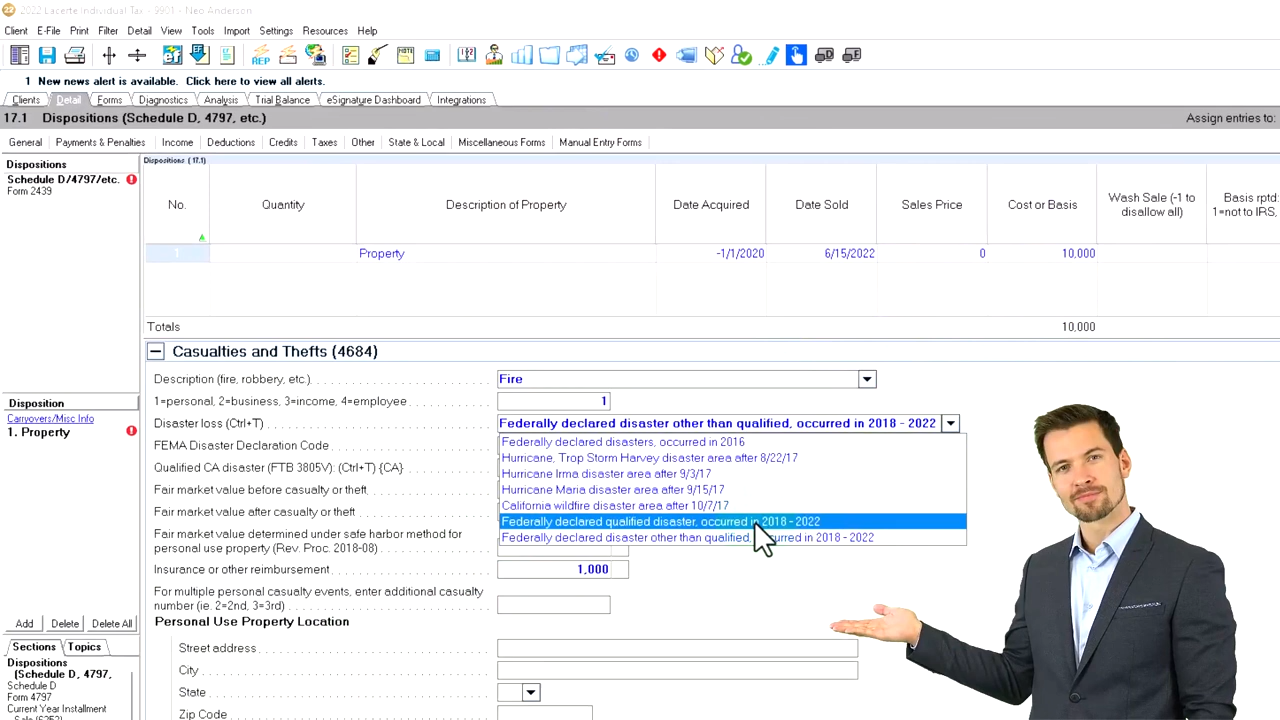 2022 Lacerte Individual Tax - 9901 - Neo Anderson
Client E-File Print Filter Detail View Tools Import Settings Resources Help
REP
1 New news alert is available. Click here to view all alerts.
Clients Detail Forms Diagnostics Analysis Trial Balance eSignature Dashboard Integrations
17.1 Dispositions (Schedule D, 4797, etc.) Assign entries to:
General Payments & Penalties Income Deductions Credits Taxes Other State & Local Miscellaneous Forms Manual Entry Forms
Dispositions
Schedule D/4797/etc.
Form 2439
Dispositions (17.1)
No. Quantity Description of Property Date Acquired Date Sold Sales Price Cost or Basis Wash Sale (-1 to disallow all) Basis rptd: 1=not to IRS,
1 Property -1/1/2020 6/15/2022 0 10,000
Totals 10,000
Casualties and Thefts (4684)
Description (fire, robbery, etc.) Fire
1=personal, 2=business, 3=income, 4=employee 1
Disaster loss (Ctrl+T) Federally declared disaster other than qualified, occurred in 2018 - 2022
FEMA Disaster Declaration Code
Qualified CA disaster (FTB 3805V): (Ctrl+T) {CA}
Fair market value before casualty or theft
Fair market value after casualty or theft
Fair market value determined under safe harbor method for
personal use property (Rev. Proc. 2018-08)
Federally declared disasters, occurred in 2016
Hurricane, Trop Storm Harvey disaster area after 8/22/17
Hurricane Irma disaster area after 9/3/17
Hurricane Maria disaster area after 9/15/17
California wildfire disaster area after 10/7/17
Federally declared qualified disaster, occurred in 2018 - 2022
Federally declared disaster other than qualified, occurred in 2018 - 2022
Insurance or other reimbursement 1,000
For multiple personal casualty events, enter additional casualty
number (ie. 2=2nd, 3=3rd)
Personal Use Property Location
Street address
City
State
Zip Code
Disposition
Carryovers/Misc Info
1. Property
Add Delete Delete All
Sections Topics
Dispositions
(Schedule D, 4797,
Schedule D
Form 4797
Current Year Installment
Sale (6252)